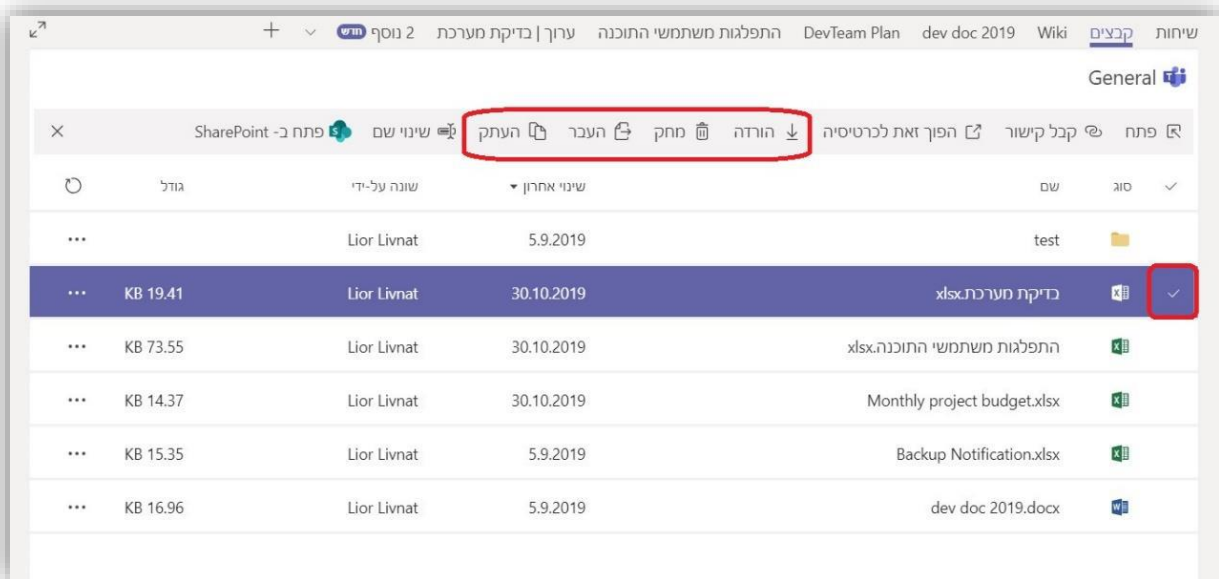 שיחות קבצים Wiki dev doc 2019 DevTeam Plan התפלגות משתמשי התוכנה ערוך | בדיקת מערכת 2 נוסף חדש
General
פתח קבל קישור הפוך זאת לכרטיסיה הורדה מחק העבר העתק שינוי שם פתח ב- SharePoint
סוג שם שינוי אחרון שונה על-ידי גודל
test 5.9.2019 Lior Livnat
בדיקת מערכת.xlsx 30.10.2019 Lior Livnat KB 19.41
התפלגות משתמשי התוכנה.xlsx 30.10.2019 Lior Livnat KB 73.55
Monthly project budget.xlsx 30.10.2019 Lior Livnat KB 14.37
Backup Notification.xlsx 5.9.2019 Lior Livnat KB 15.35
dev doc 2019.docx 5.9.2019 Lior Livnat KB 16.96